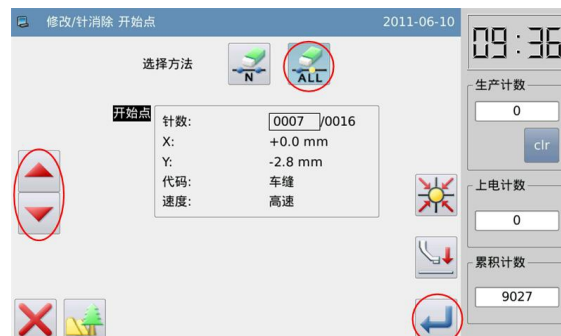 修改/针消除 开始点 2011-06-10
09:36
选择方法
N
ALL
开始点
针数: 0007 /0016
X: +0.0 mm
Y: -2.8 mm
代码: 车缝
速度: 高速
生产计数
0
clr
上电计数
0
累积计数
9027